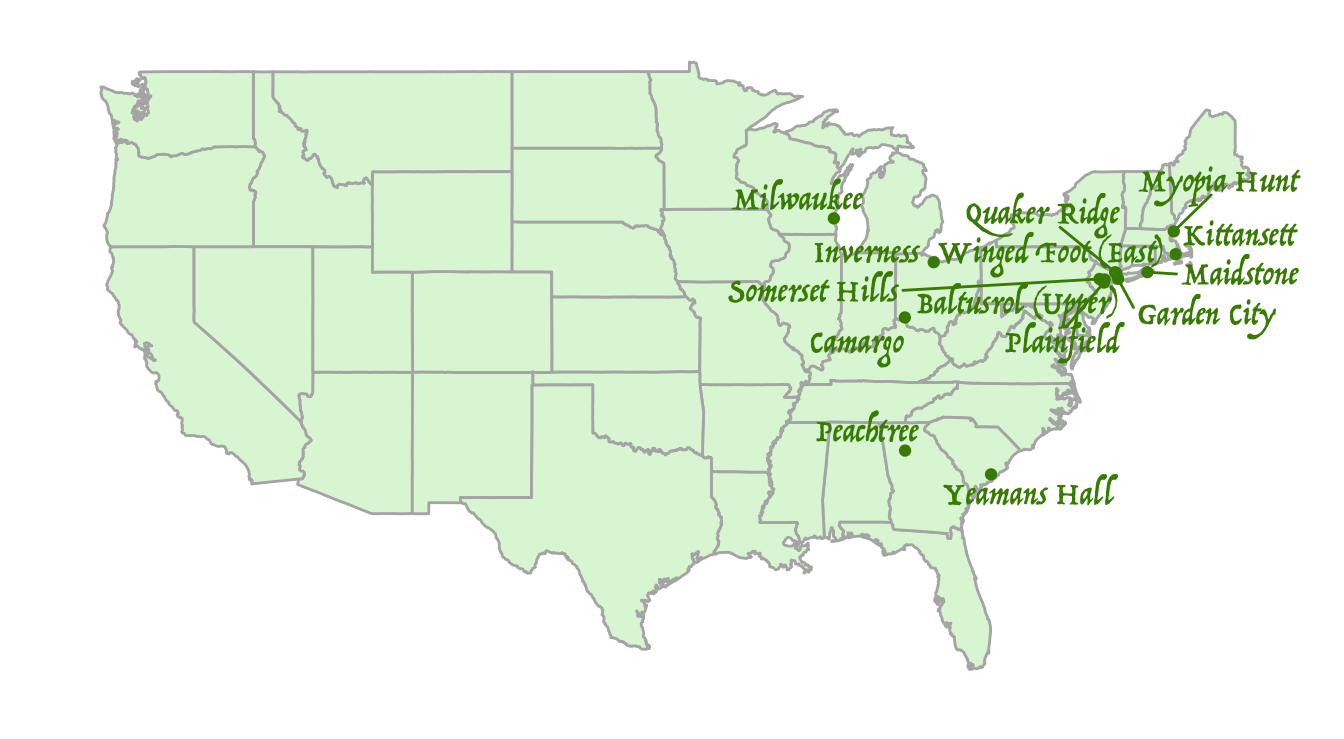 Myopia Hunt
Milwaukee
Quaker Ridge
Kittansett
Inverness
Winged Foot (East)
Maidstone
Somerset Hills
Baltusrol (Upper)
Garden City
Camargo
Plainfield
Peachtree
Yeamans Hall